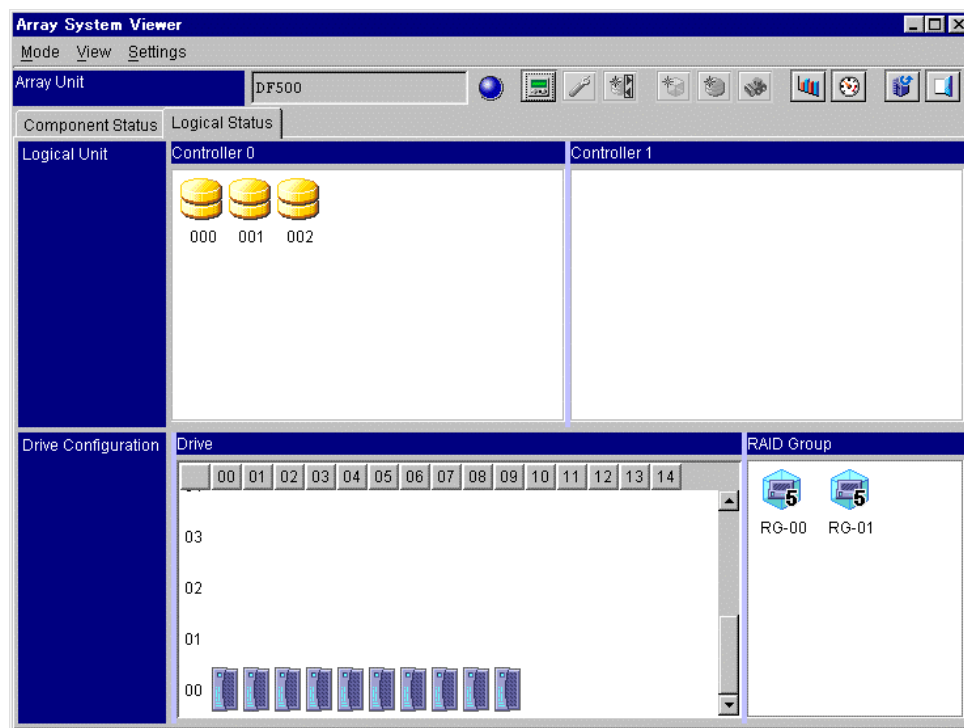 Array System Viewer
Mode View Settings
Array Unit DF500
Component Status Logical Status
Logical Unit Controller 0 Controller 1
000 001 002
Drive Configuration Drive RAID Group
00 01 02 03 04 05 06 07 08 09 10 11 12 13 14
5 5
RG-00 RG-01
03
02
01
00